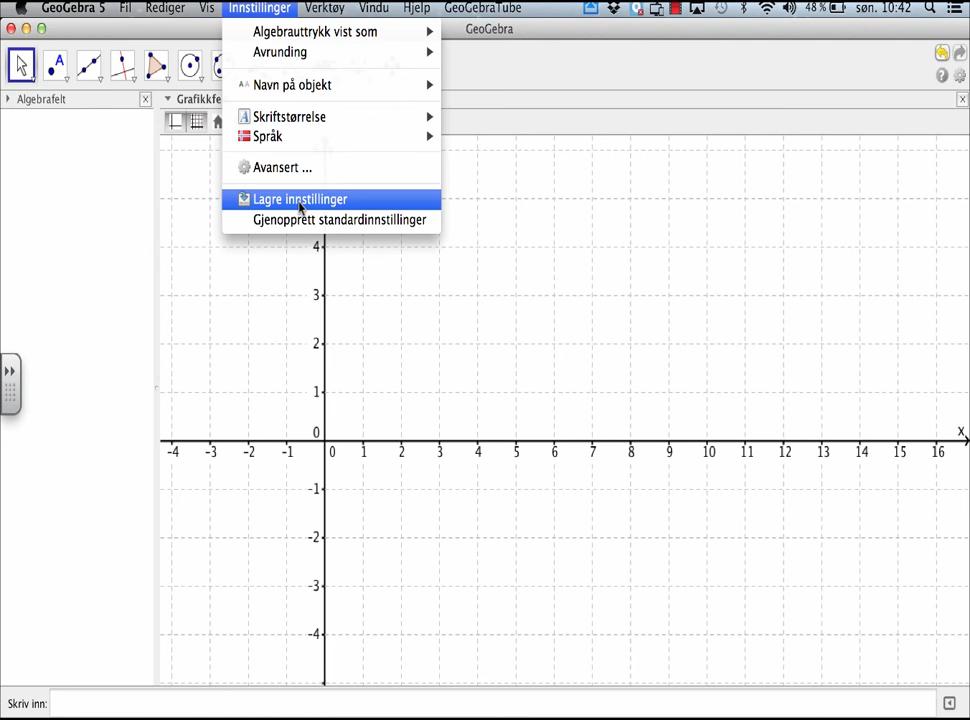 GeoGebra 5 Fil Rediger Vis Innstillinger Verktøy Vindu Hjelp GeoGebraTube 48 % søn. 10:42
GeoGebra
Algebrauttrykk vist som
Avrunding
AA Navn på objekt
A Skriftstørrelse
Språk
Avansert ...
Lagre innstillinger
Gjenopprett standardinnstillinger
A
Algebrafelt
Grafikkfe
4
3
2
1
0
x
-4 -3 -2 -1 0 1 2 3 4 5 6 7 8 9 10 11 12 13 14 15 16
-1
-2
-3
-4
Skriv inn: